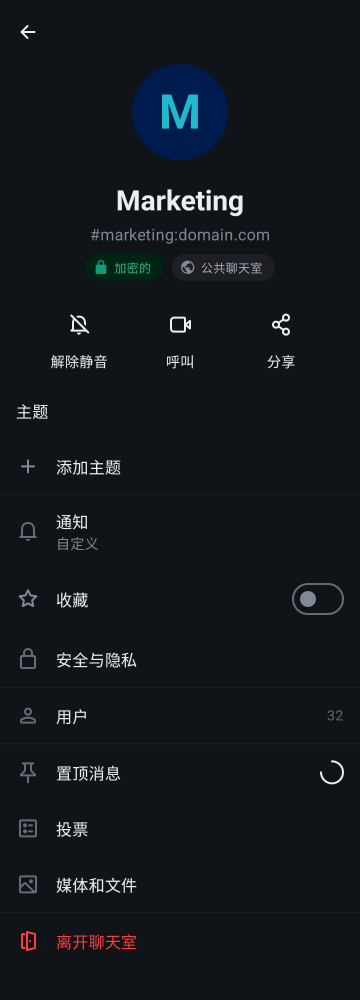 M
Marketing
#marketing:domain.com
加密的 公共聊天室
解除静音 呼叫 分享
主题
添加主题
通知
自定义
收藏
安全与隐私
用户 32
置顶消息
投票
媒体和文件
离开聊天室